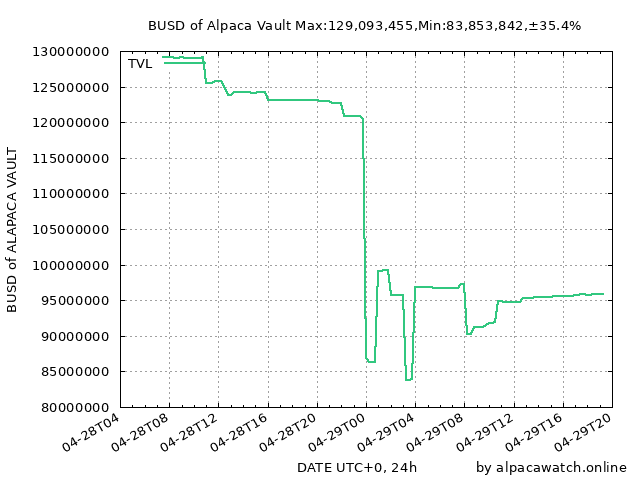 BUSD of Alpaca Vault Max:129,093,455,Min:83,853,842,±35.4%
130000000
TVL
125000000
120000000
115000000
110000000
105000000
100000000
95000000
90000000
85000000
80000000
BUSD of ALAPACA VAULT
04-28T04
04-28T08
04-28T12
04-28T16
04-28T20
04-29T00
04-29T04
04-29T08
04-29T12
04-29T16
04-29T20
DATE UTC+0, 24h
by alpacawatch.online